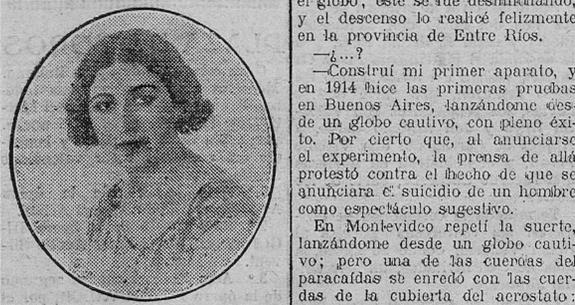 el globo, éste se fué desinflando,
y el descenso lo realicé felizmente
en la provincia de Entre Ríos.
—¿...?
—Construí mi primer aparato, y
en 1914 hice las primeras pruebas
en Buenos Aires, lanzándome des-
de un globo cautivo, con pleno éxi-
to. Por cierto que, al anunciarse
el experimento, la prensa de allá
protestó contra el hecho de que se
anunciara el suicidio de un hombre
como espectáculo sugestivo.
En Montevideo repetí la suerte,
lanzándome desde un globo cauti-
vo; pero una de las cuerdas del
paracaídas se enredó con las cuer-
das de la cubierta del aerostato.